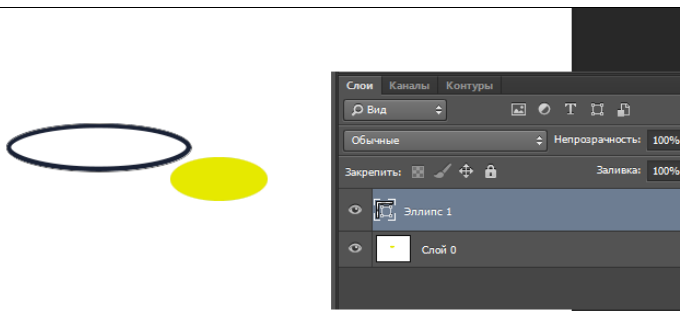 Слои Каналы Контуры
Вид T
Обычные Непрозрачность: 100%
Закрепить: Заливка: 100%
Эллипс 1
Слой 0